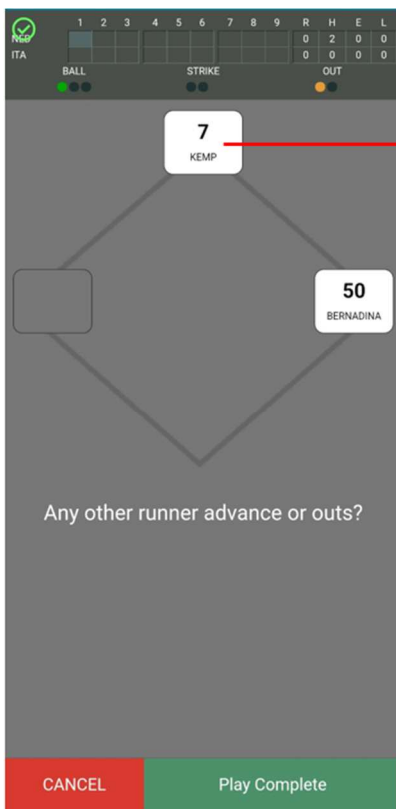 1 2 3 4 5 6 7 8 9 R H E L
NED 0 2 0 0
ITA 0 0 0 0
BALL STRIKE OUT
7
KEMP
50
BERNADINA
Any other runner advance or outs?
CANCEL Play Complete